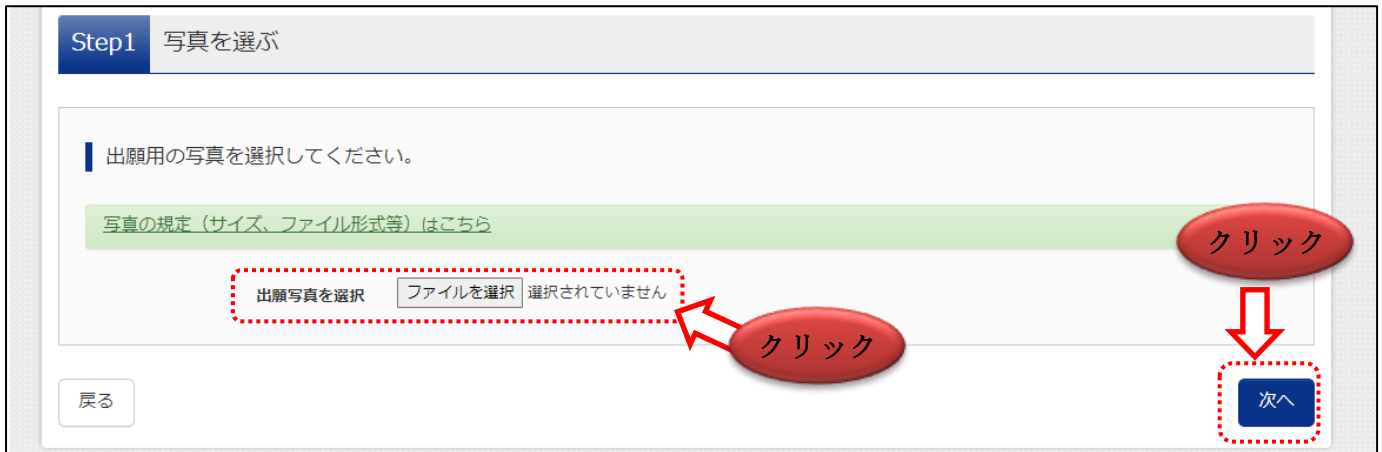 Step1 写真を選ぶ
出願用の写真を選択してください。
写真の規定（サイズ、ファイル形式等）はこちら
クリック
出願写真を選択 ファイルを選択 選択されていません
クリック
戻る 次へ